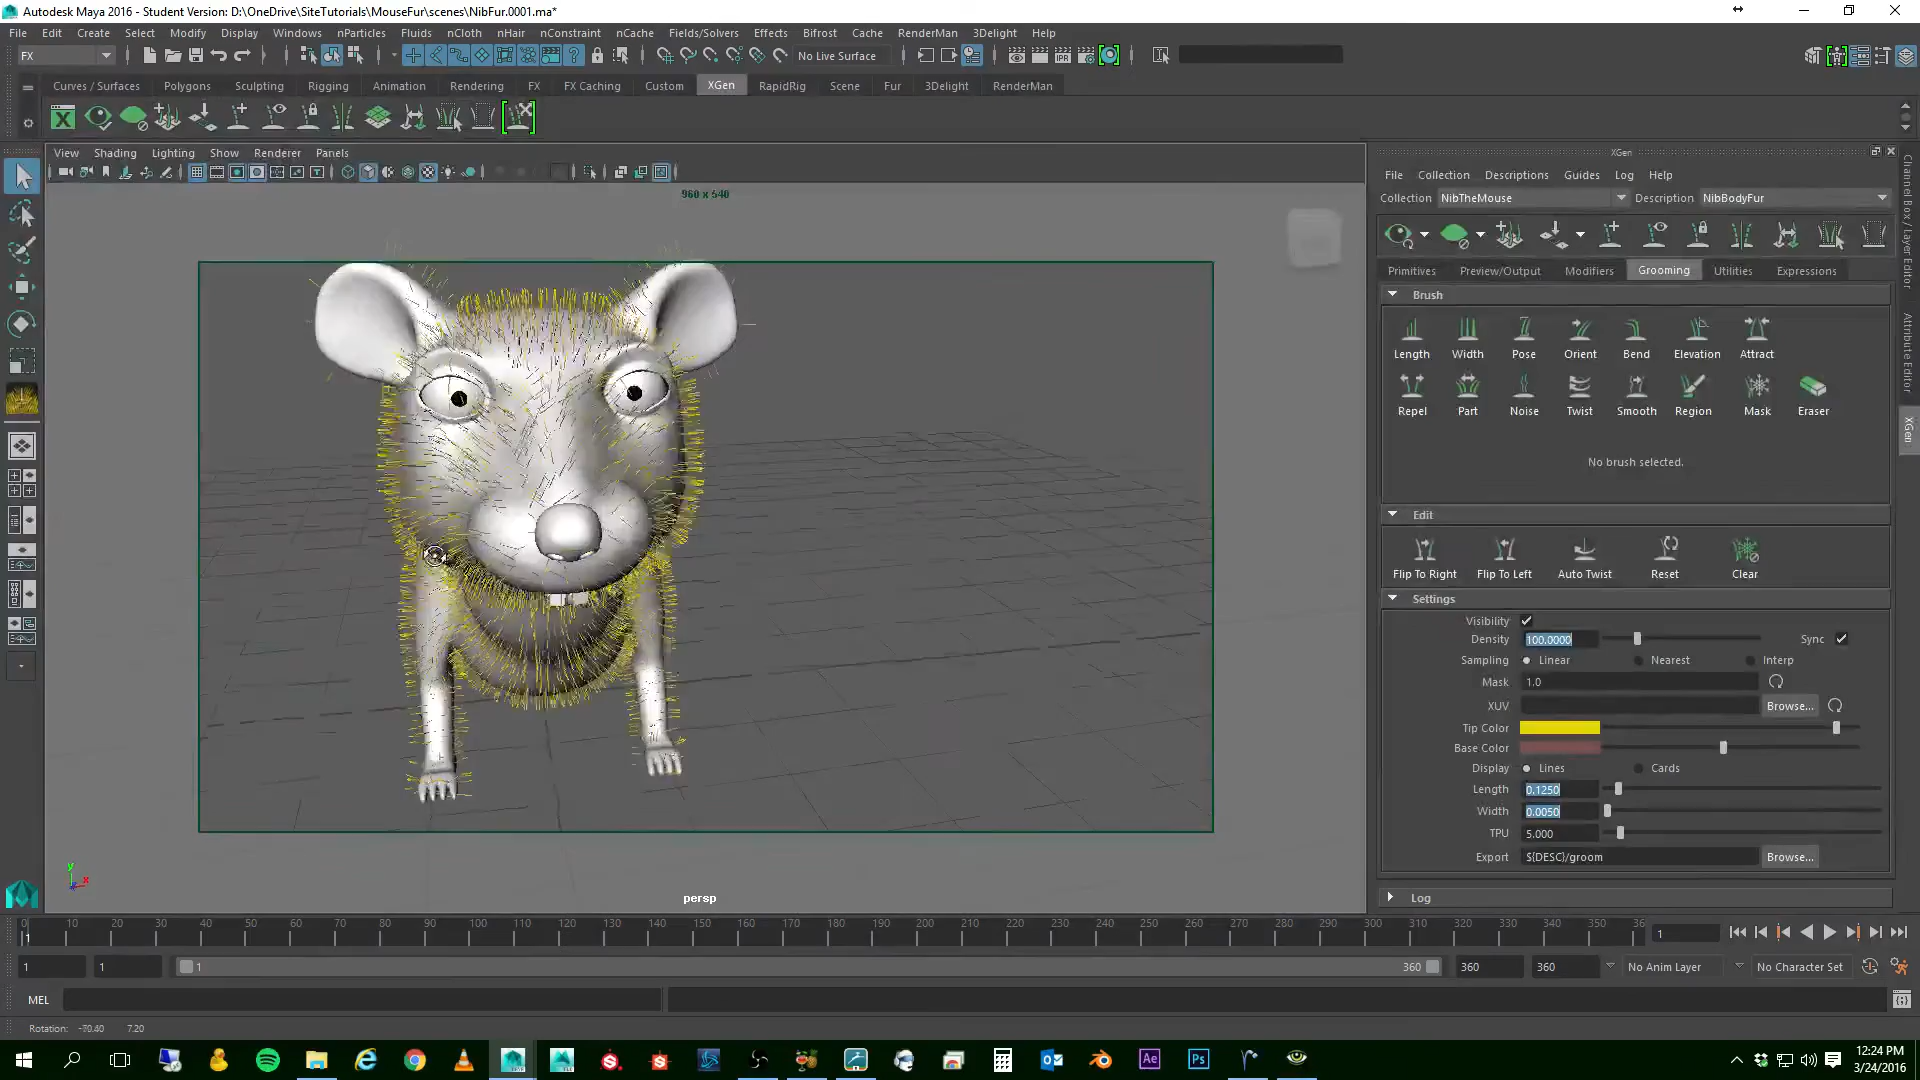 Autodesk Maya 2016 - Student Version: D:\OneDrive\SiteTutorials\MouseFur\scenes\NibFur.0001.ma*
File Edit Create Select Modify Display Windows nParticles Fluids nCloth nHair nConstraint nCache Fields/Solvers Effects Bifrost Cache RenderMan 3Delight Help
FX No Live Surface
Curves / Surfaces Polygons Sculpting Rigging Animation Rendering FX FX Caching Custom XGen RapidRig Scene Fur 3Delight RenderMan
View Shading Lighting Show Renderer Panels
960 x 540
persp
XGen
File Collection Descriptions Guides Log Help
Collection NibTheMouse Description NibBodyFur
Primitives Preview/Output Modifiers Grooming Utilities Expressions
Brush
Length Width Pose Orient Bend Elevation Attract
Repel Part Noise Twist Smooth Region Mask Eraser
No brush selected.
Edit
Flip To Right Flip To Left Auto Twist Reset Clear
Settings
Visibility
Density 100.0000 Sync
Sampling Linear Nearest Interp
Mask 1.0
XUV Browse...
Tip Color
Base Color
Display Lines Cards
Length 0.1250
Width 0.0050
TPU 5.000
Export ${DESC}/groom Browse...
Log
Channel Box / Layer Editor
Attribute Editor
XGen
0 10 20 30 40 50 60 70 80 90 100 110 120 130 140 150 160 170 180 190 200 210 220 230 240 250 260 270 280 290 300 310 320 330 340 350 36
1 1
1 1 1 360 360 360 No Anim Layer No Character Set
MEL
Rotation: -70.40 7.20
12:24 PM
3/24/2016